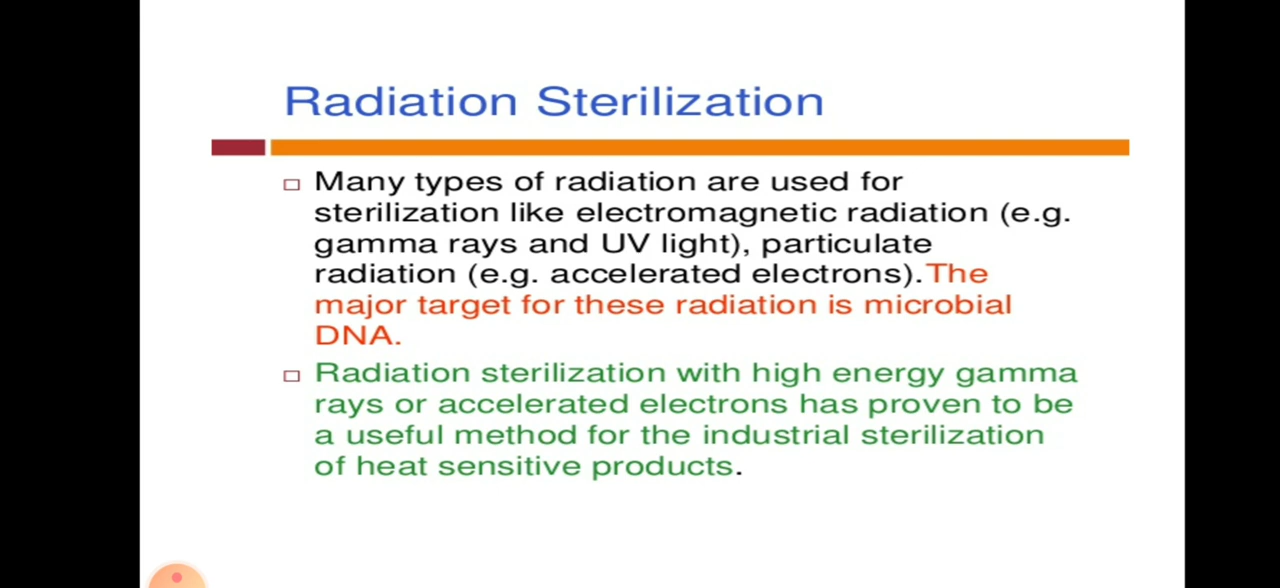 Radiation Sterilization
Many types of radiation are used for
sterilization like electromagnetic radiation (e.g.
gamma rays and UV light), particulate
radiation (e.g. accelerated electrons).The
major target for these radiation is microbial
DNA.
Radiation sterilization with high energy gamma
rays or accelerated electrons has proven to be
a useful method for the industrial sterilization
of heat sensitive products.